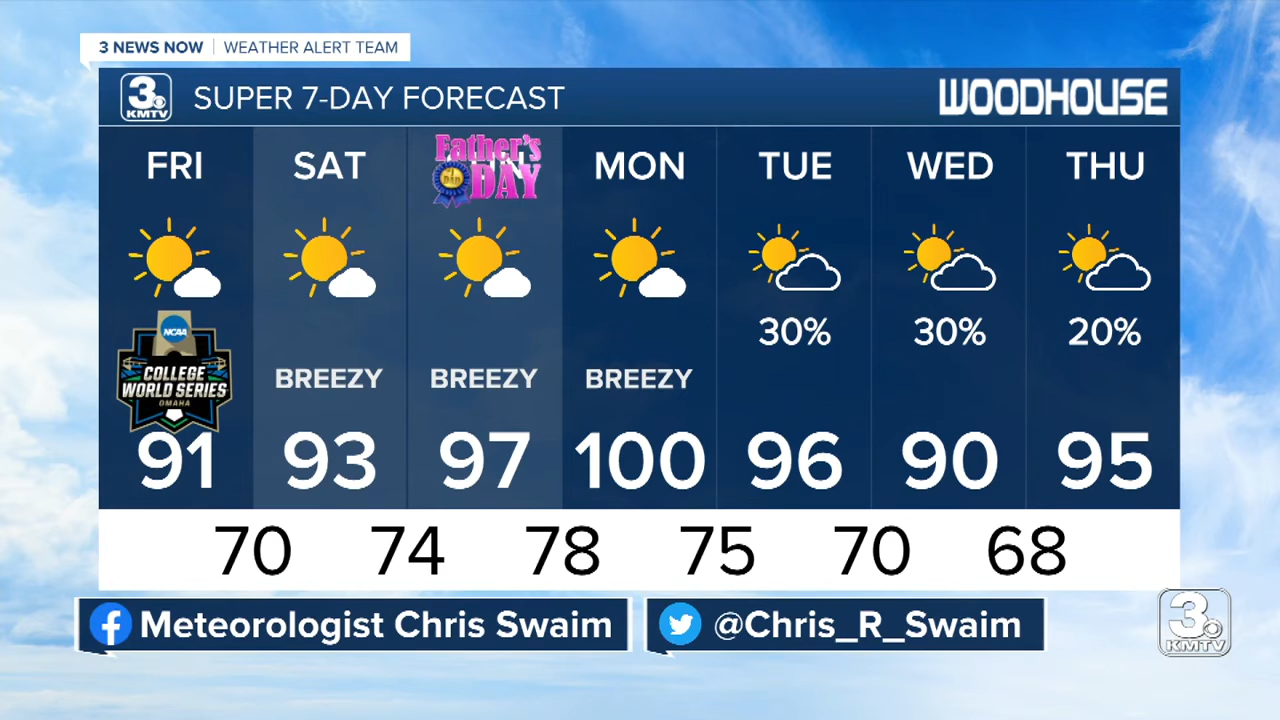 3 NEWS NOW | WEATHER ALERT TEAM
3 KMTV SUPER 7-DAY FORECAST WOODHOUSE
FRI SAT Father's DAY MON TUE WED THU
#1 DAD
30% 30% 20%
NCAA
COLLEGE
WORLD SERIES
OMAHA
BREEZY BREEZY BREEZY
91 93 97 100 96 90 95
70 74 78 75 70 68
Meteorologist Chris Swaim @Chris_R_Swaim
3 KMTV